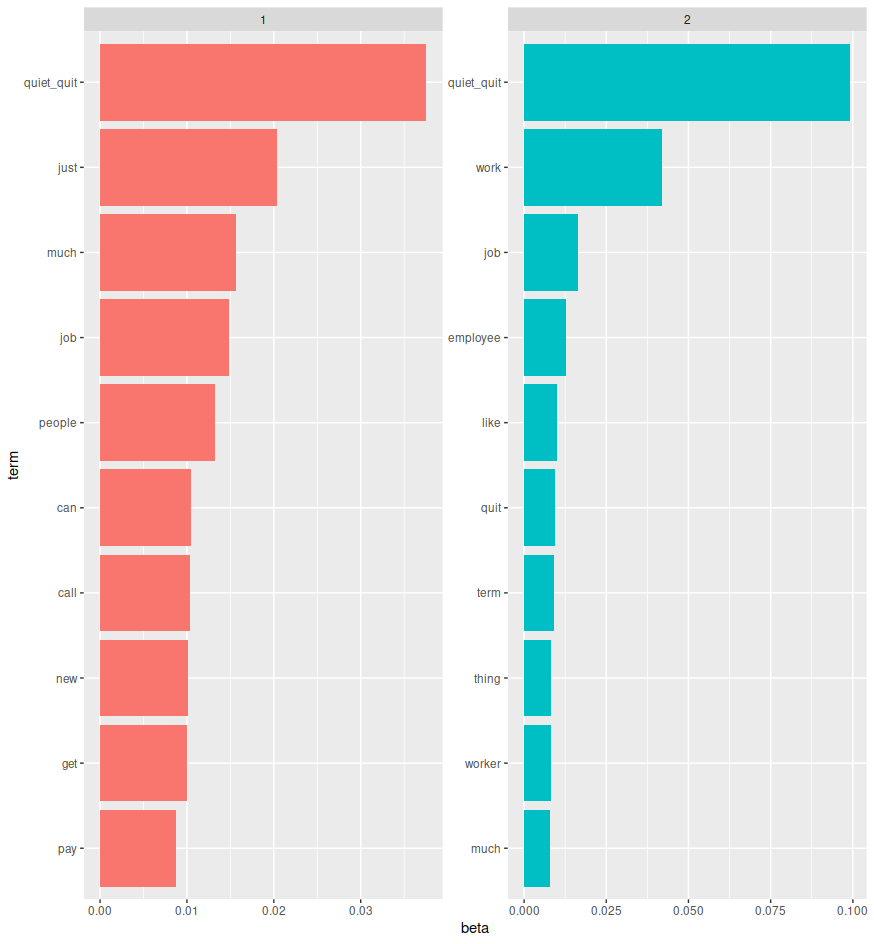 1
2
quiet_quit
just
much
job
people
can
call
new
get
pay
quiet_quit
work
job
employee
like
quit
term
thing
worker
much
0.00 0.01 0.02 0.03
0.000 0.025 0.050 0.075 0.100
term
beta